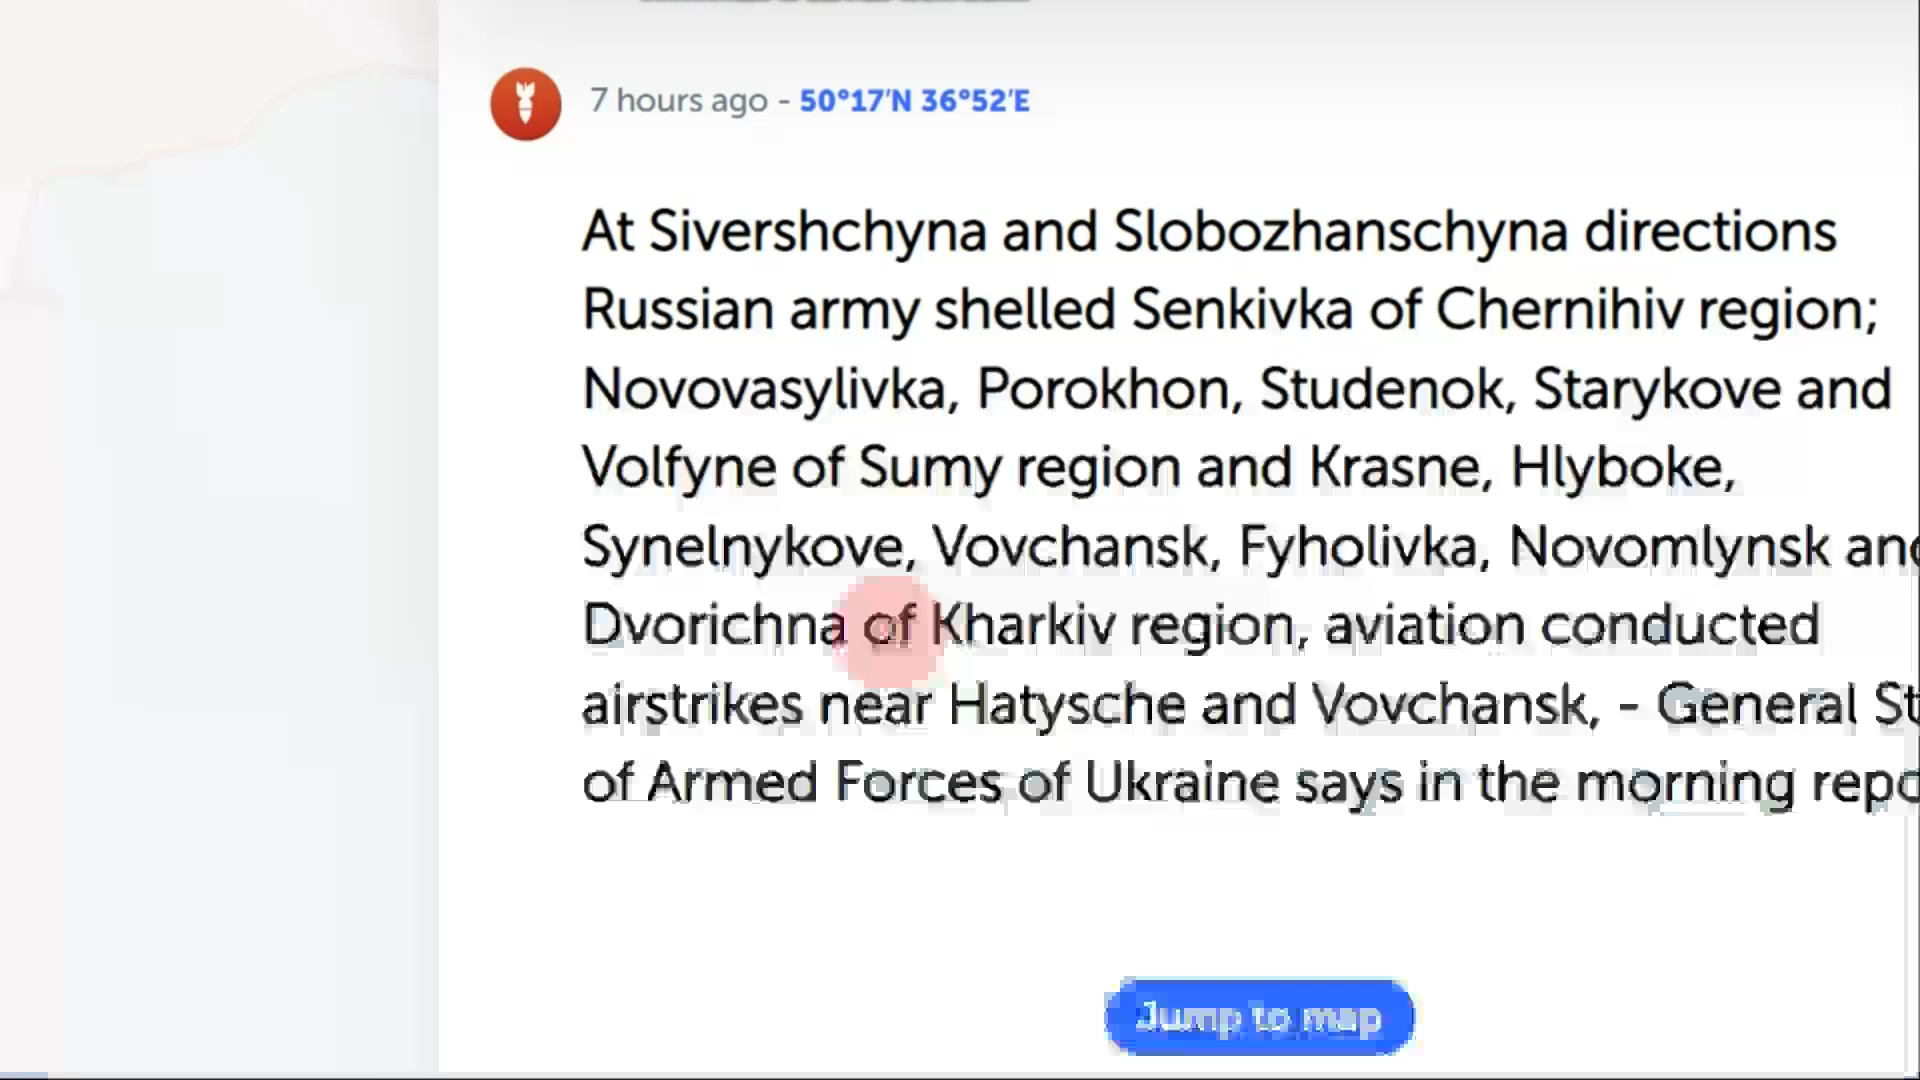 7 hours ago - 50°17'N 36°52'E
At Sivershchyna and Slobozhanschyna directions
Russian army shelled Senkivka of Chernihiv region;
Novovasylivka, Porokhon, Studenok, Starykove and
Volfyne of Sumy region and Krasne, Hlyboke,
Synelnykove, Vovchansk, Fyholivka, Novomlynsk and
Dvorichna of Kharkiv region, aviation conducted
airstrikes near Hatysche and Vovchansk, - General St
of Armed Forces of Ukraine says in the morning repo
Jump to map